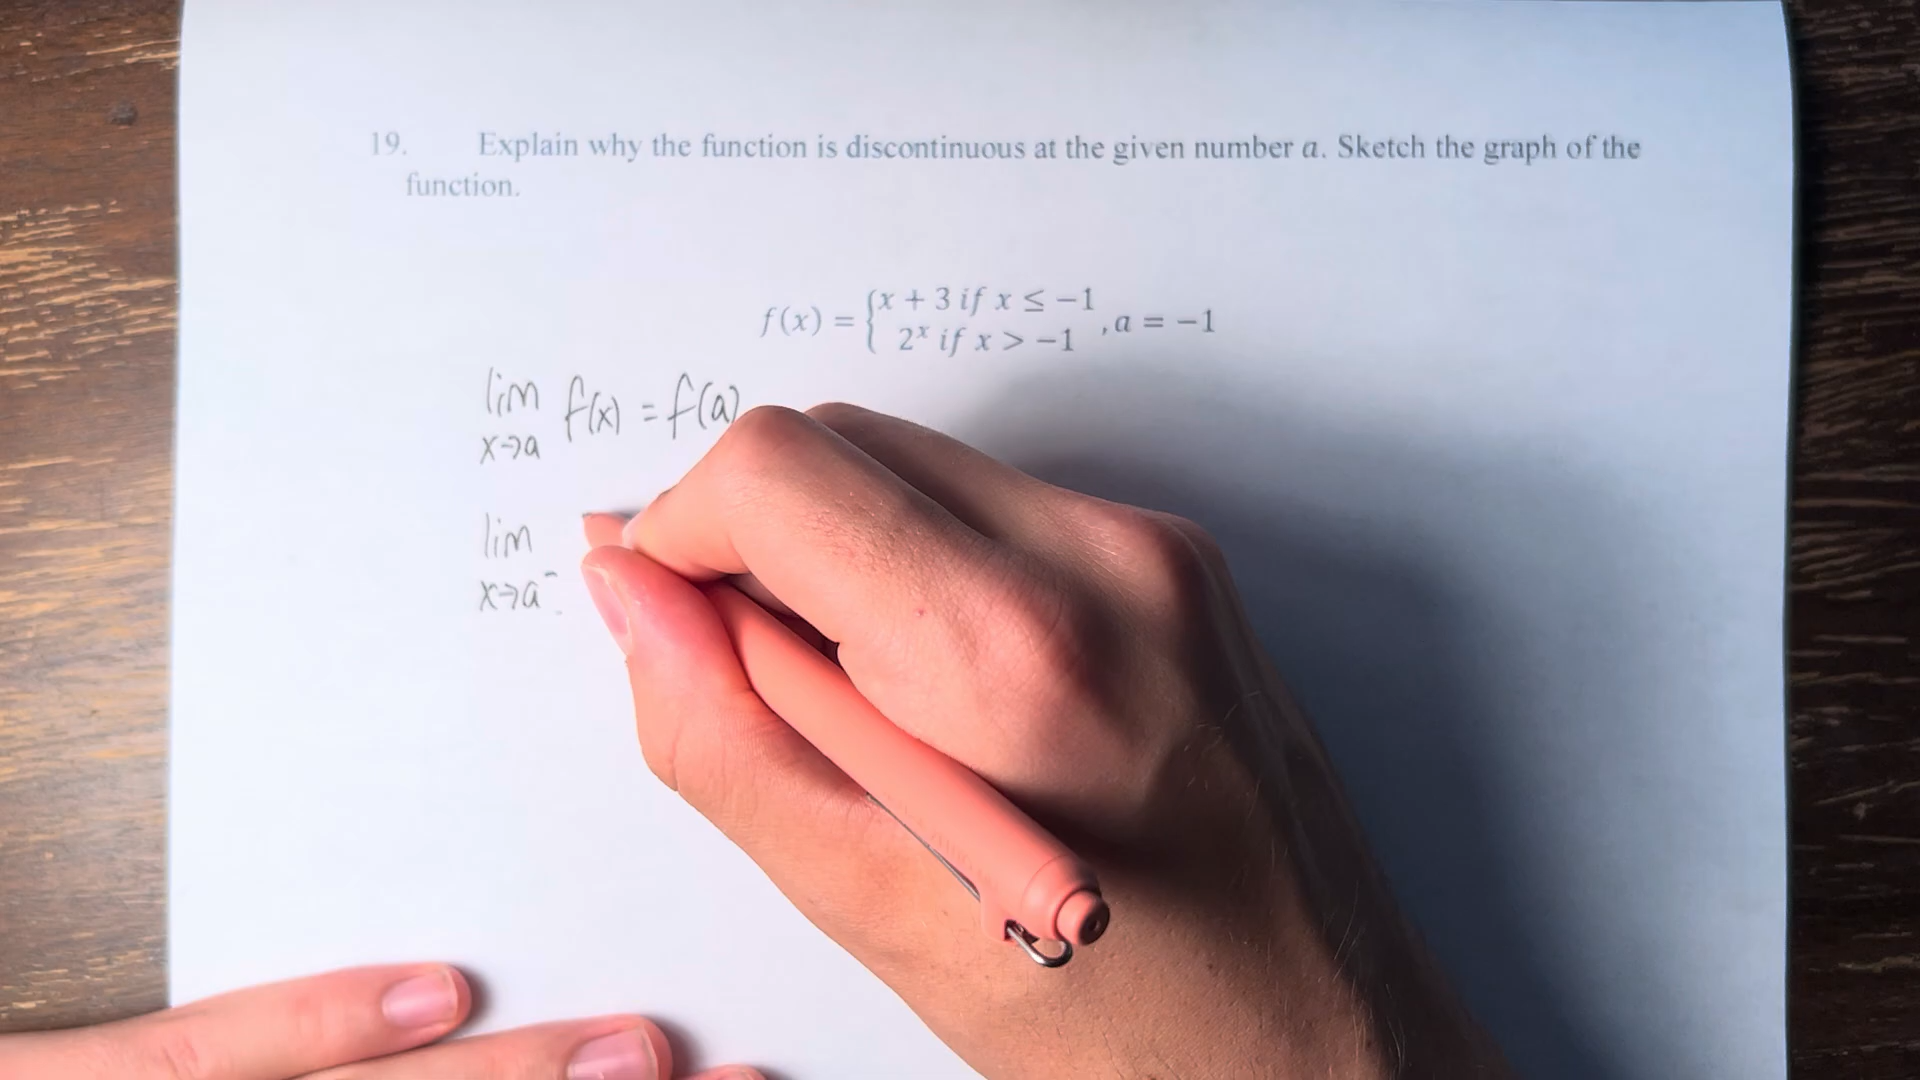 19. Explain why the function is discontinuous at the given number a. Sketch the graph of the
function.
f(x) = { x + 3 if x ≤ −1
2ˣ if x > −1 , a = −1
lim f(x) = f(a)
x→a
lim
x→a⁻